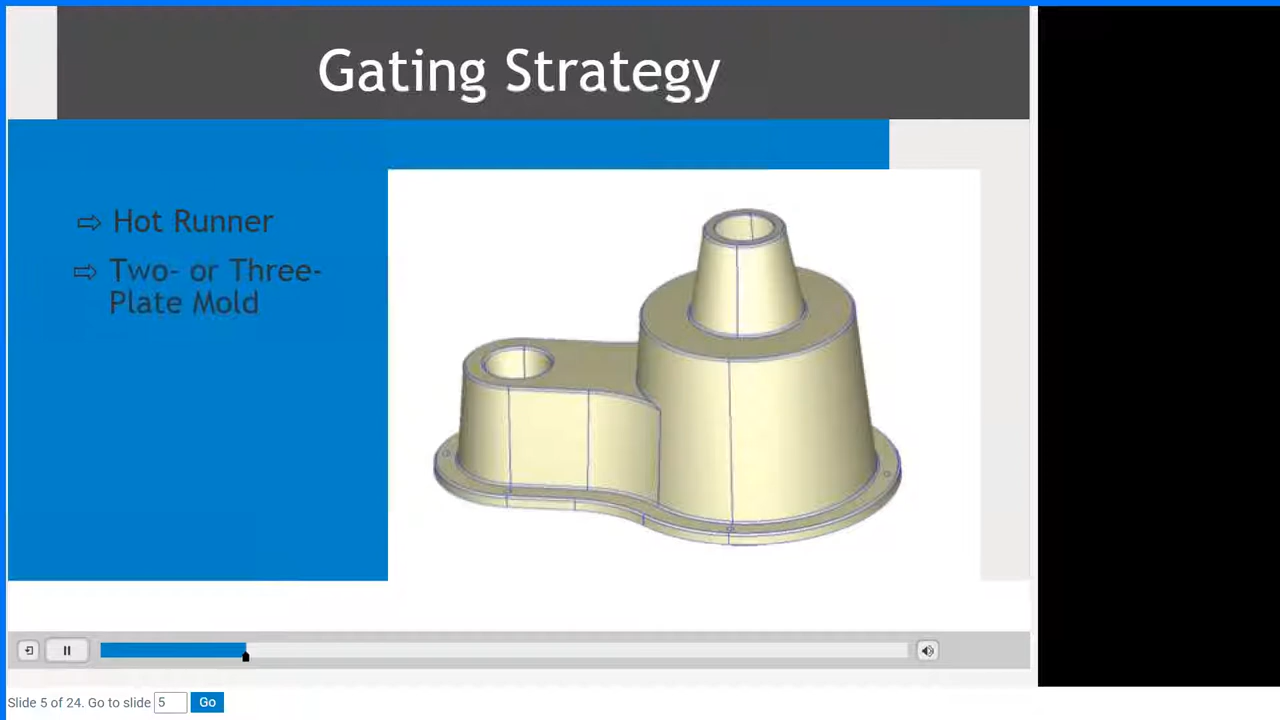 Gating Strategy
⇨ Hot Runner
⇨ Two- or Three-
Plate Mold
Slide 5 of 24. Go to slide 5 Go